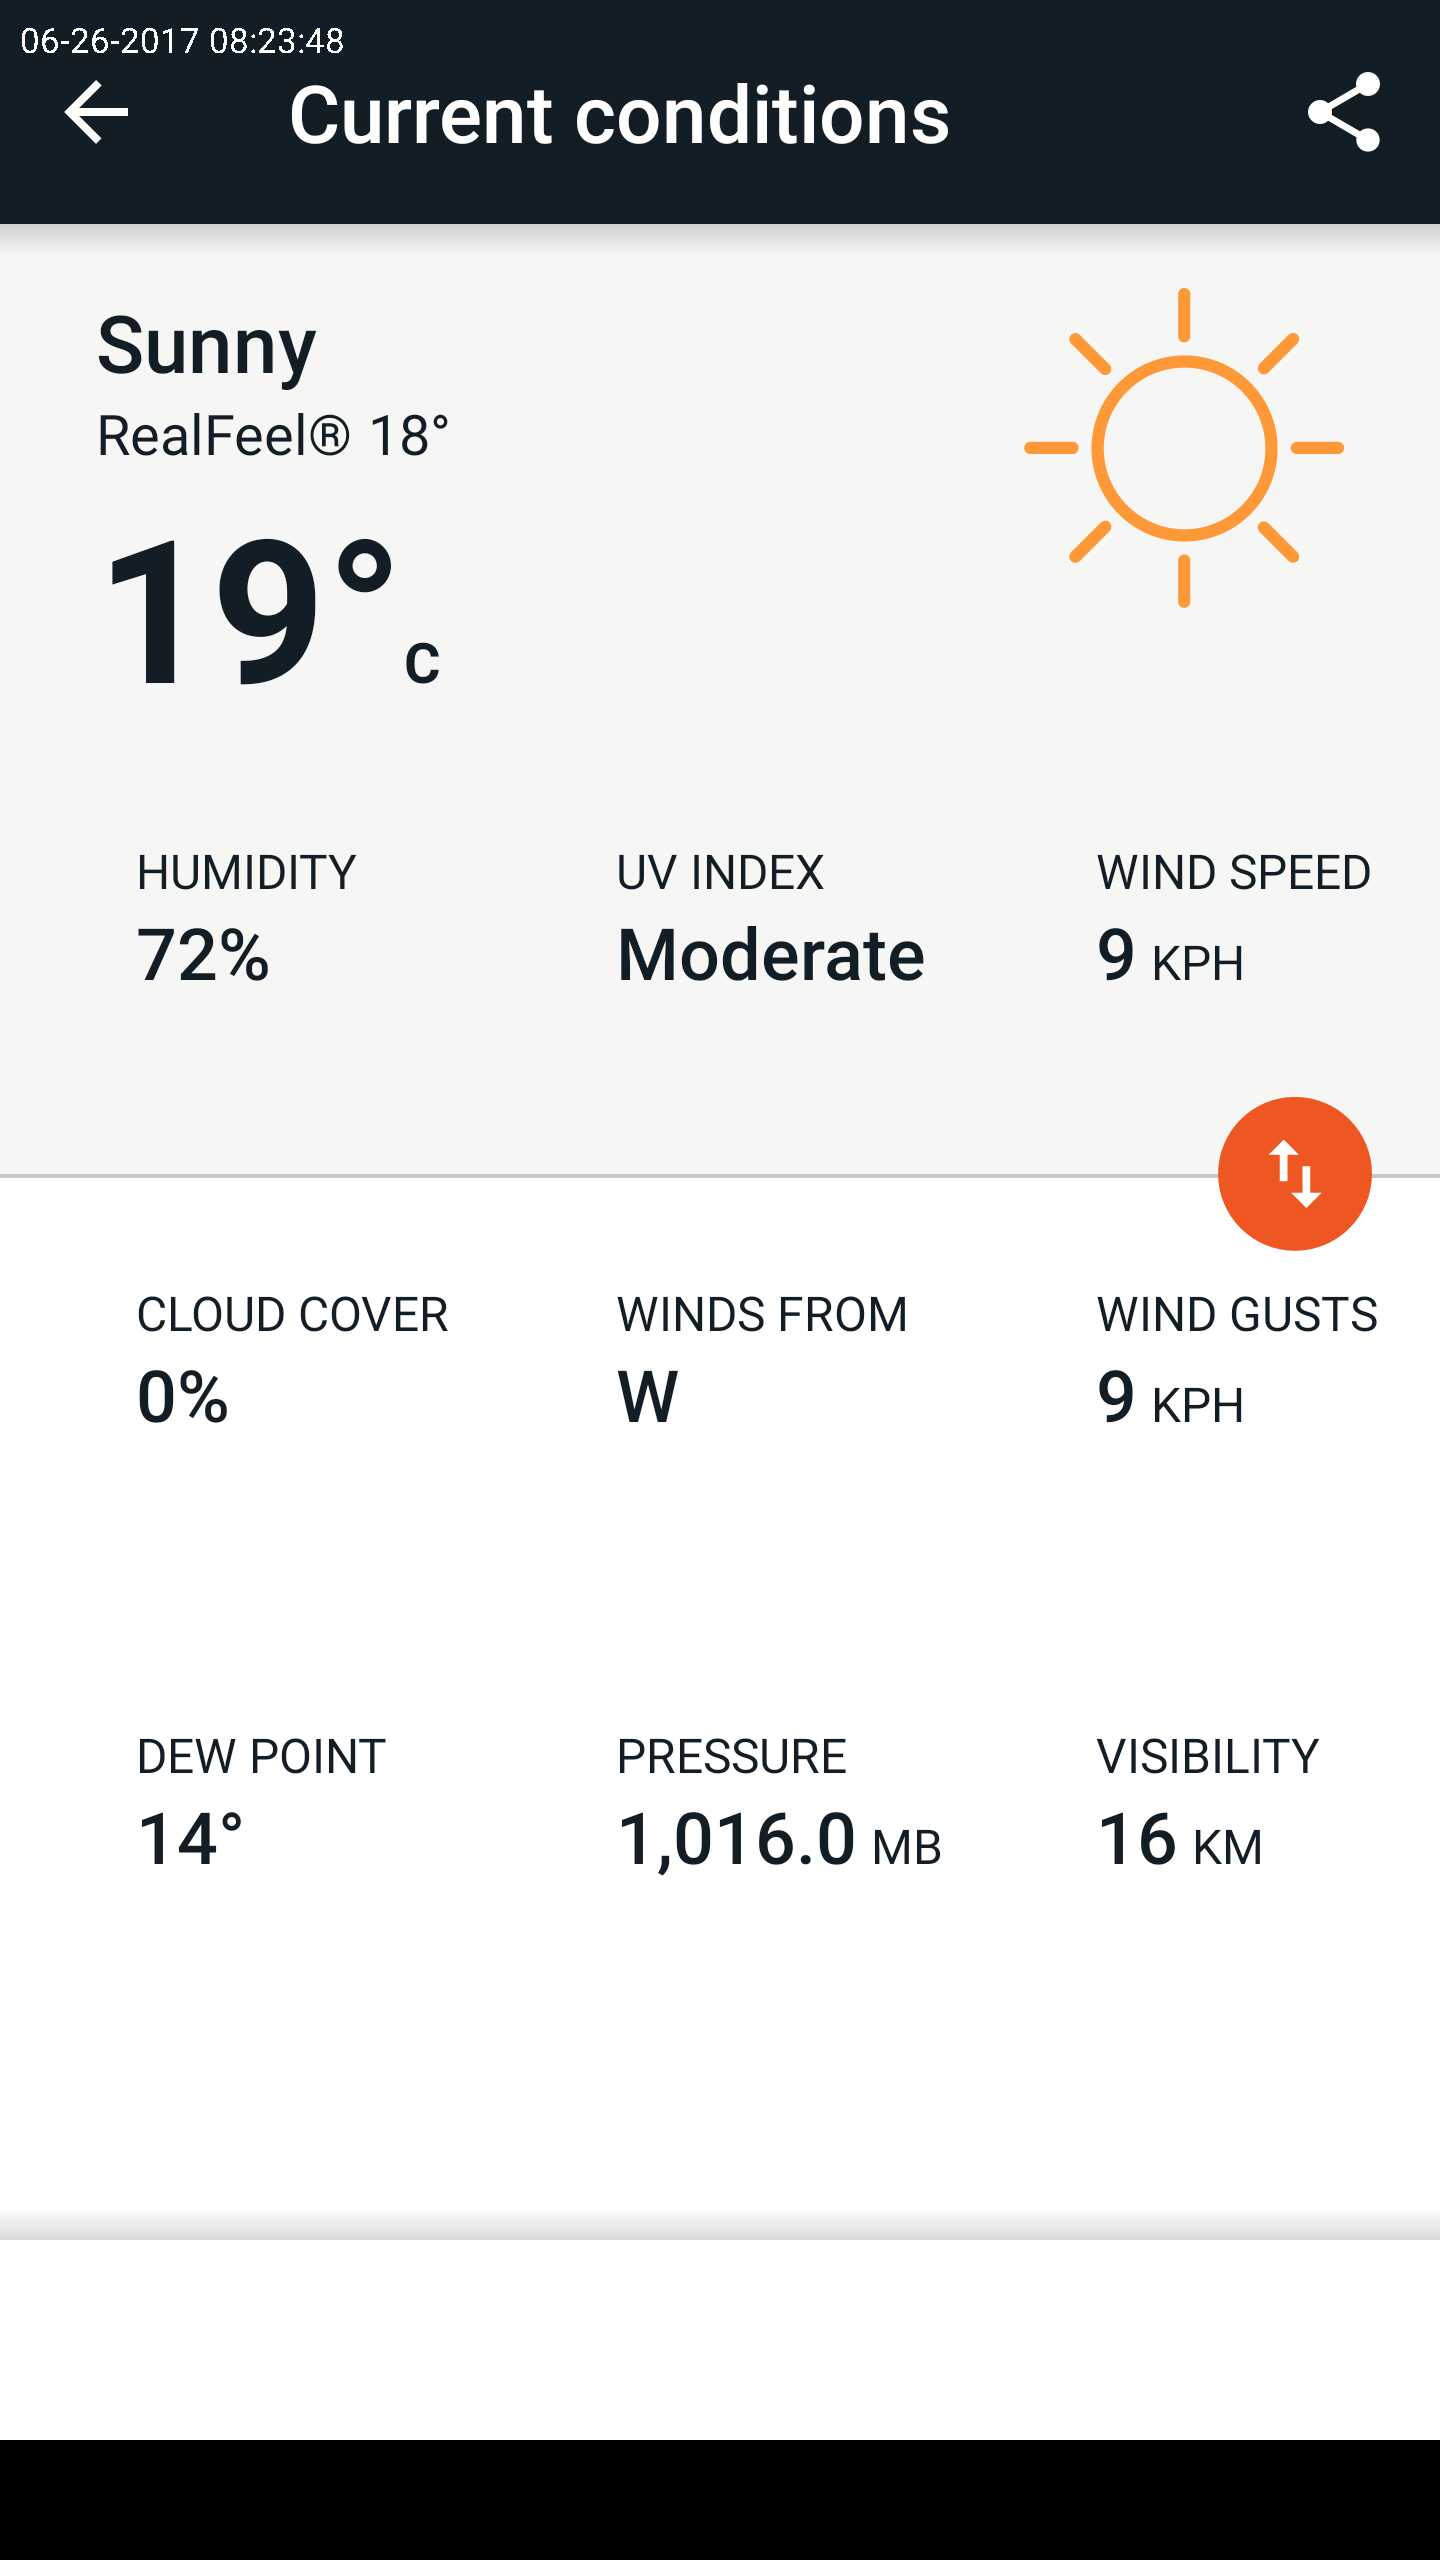 06-26-2017 08:23:48
Current conditions
Sunny
RealFeel® 18°
19°c
HUMIDITY UV INDEX WIND SPEED
72% Moderate 9 KPH
CLOUD COVER WINDS FROM WIND GUSTS
0% W 9 KPH
DEW POINT PRESSURE VISIBILITY
14° 1,016.0 MB 16 KM